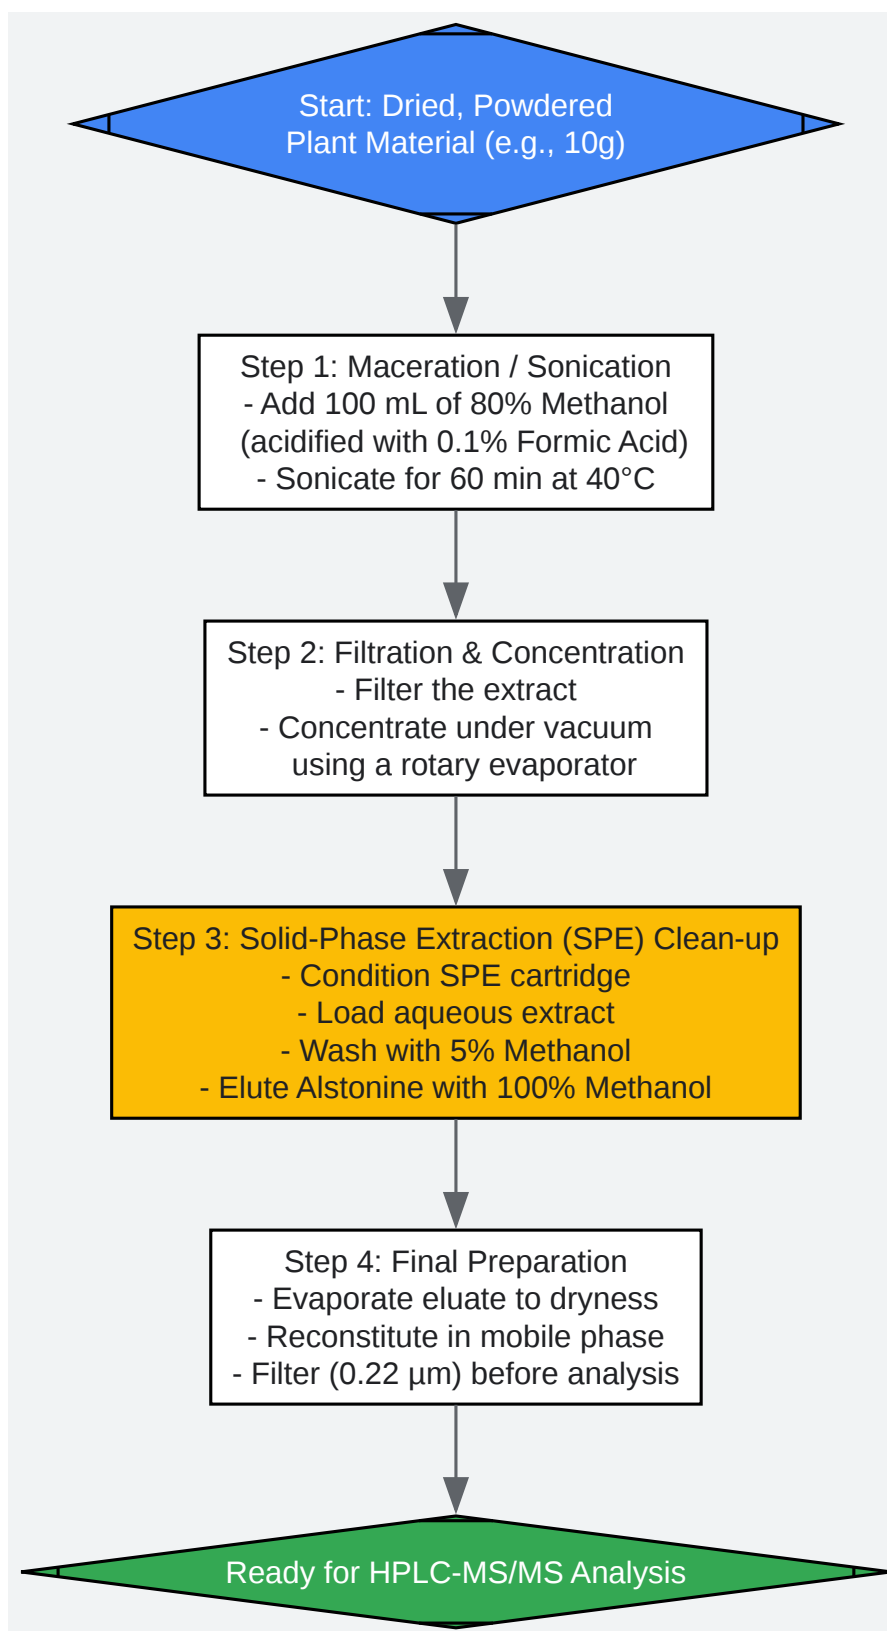 Start: Dried, Powdered
Plant Material (e.g., 10g)
Step 1: Maceration / Sonication
- Add 100 mL of 80% Methanol
(acidified with 0.1% Formic Acid)
- Sonicate for 60 min at 40°C
Step 2: Filtration & Concentration
- Filter the extract
- Concentrate under vacuum
using a rotary evaporator
Step 3: Solid-Phase Extraction (SPE) Clean-up
- Condition SPE cartridge
- Load aqueous extract
- Wash with 5% Methanol
- Elute Alstonine with 100% Methanol
Step 4: Final Preparation
- Evaporate eluate to dryness
- Reconstitute in mobile phase
- Filter (0.22 µm) before analysis
Ready for HPLC-MS/MS Analysis